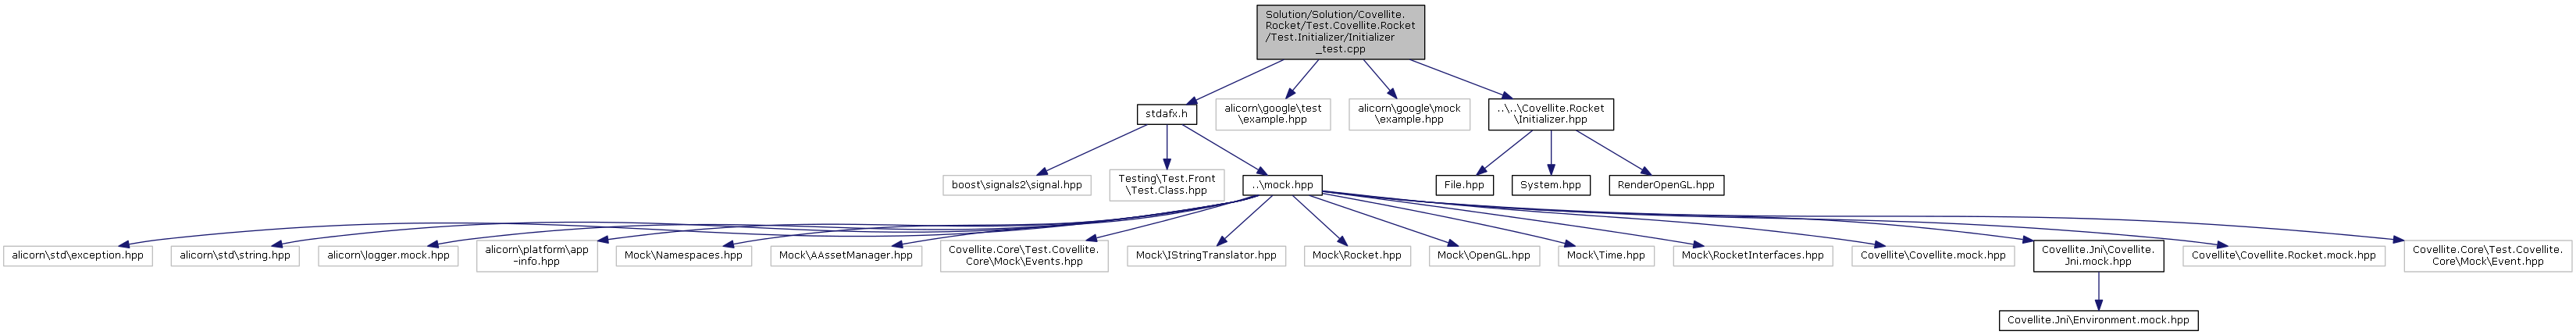 Solution/Solution/Covellite.
Rocket/Test.Covellite.Rocket
/Test.Initializer/Initializer
_test.cpp
stdafx.h
alicorn\google\test
\example.hpp
alicorn\google\mock
\example.hpp
..\..\Covellite.Rocket
\Initializer.hpp
boost\signals2\signal.hpp
Testing\Test.Front
\Test.Class.hpp
..\mock.hpp
File.hpp
System.hpp
RenderOpenGL.hpp
alicorn\std\exception.hpp
alicorn\std\string.hpp
alicorn\logger.mock.hpp
alicorn\platform\app
-info.hpp
Mock\Namespaces.hpp
Mock\AAssetManager.hpp
Covellite.Core\Test.Covellite.
Core\Mock\Events.hpp
Mock\IStringTranslator.hpp
Mock\Rocket.hpp
Mock\OpenGL.hpp
Mock\Time.hpp
Mock\RocketInterfaces.hpp
Covellite\Covellite.mock.hpp
Covellite.Jni\Covellite.
Jni.mock.hpp
Covellite\Covellite.Rocket.mock.hpp
Covellite.Core\Test.Covellite.
Core\Mock\Event.hpp
Covellite.Jni\Environment.mock.hpp